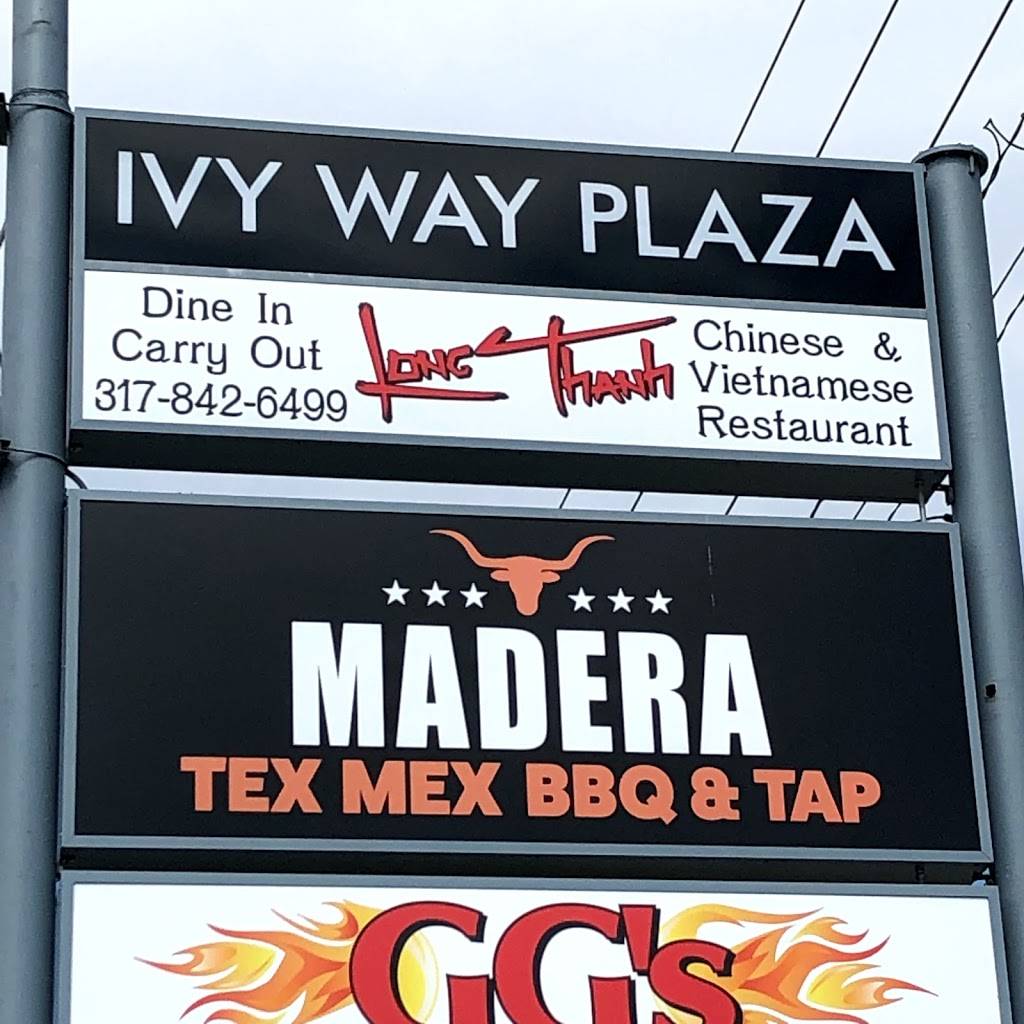 IVY WAY PLAZA
Dine In
Carry Out
317-842-6499
LONG THANH
Chinese &
Vietnamese
Restaurant
MADERA
TEX MEX BBQ & TAP
GG's